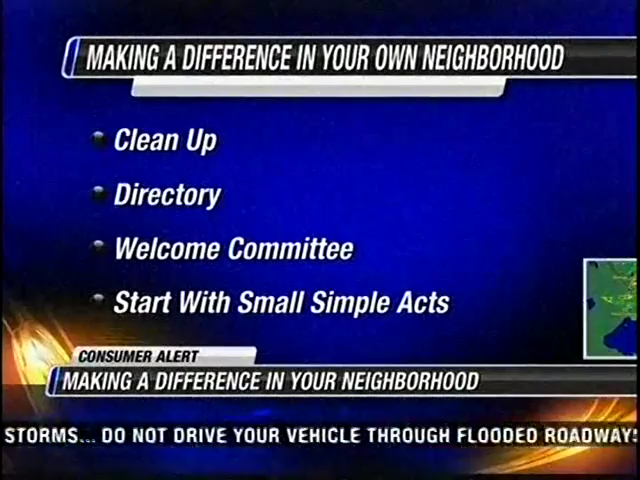 MAKING A DIFFERENCE IN YOUR OWN NEIGHBORHOOD
Clean Up
Directory
Welcome Committee
Start With Small Simple Acts
CONSUMER ALERT
MAKING A DIFFERENCE IN YOUR NEIGHBORHOOD
STORMS... DO NOT DRIVE YOUR VEHICLE THROUGH FLOODED ROADWAYS